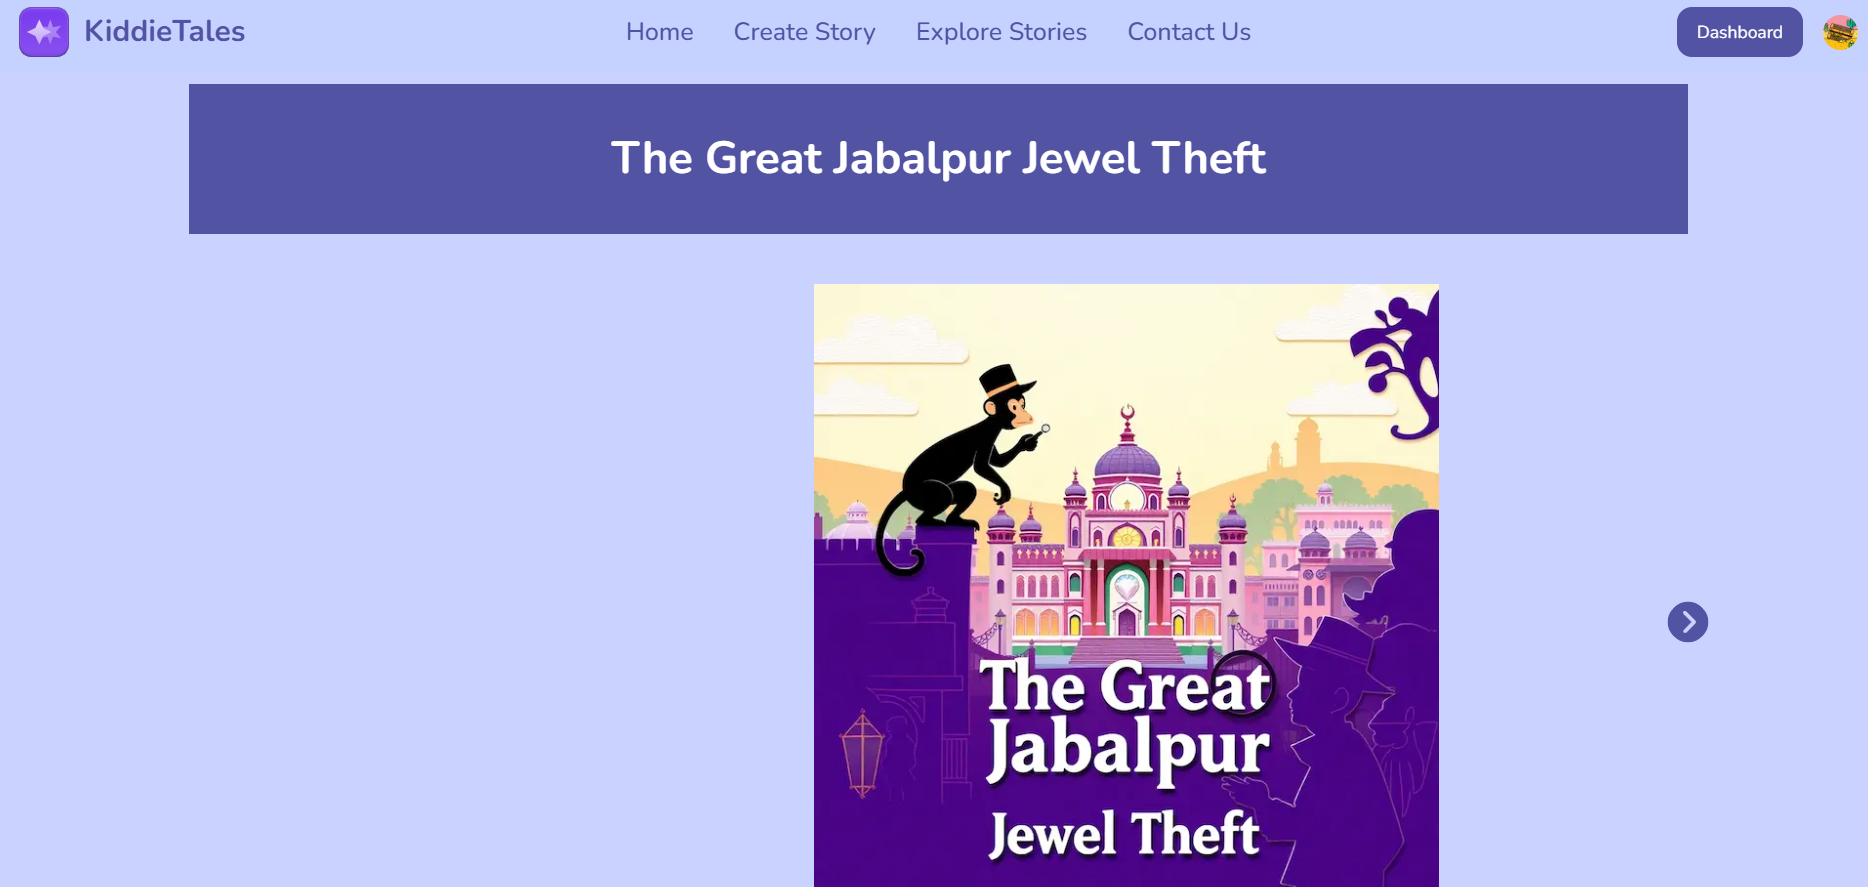 KiddieTales
Home
Create Story
Explore Stories
Contact Us
Dashboard
The Great Jabalpur Jewel Theft
The Great
Jabalpur
Jewel Theft